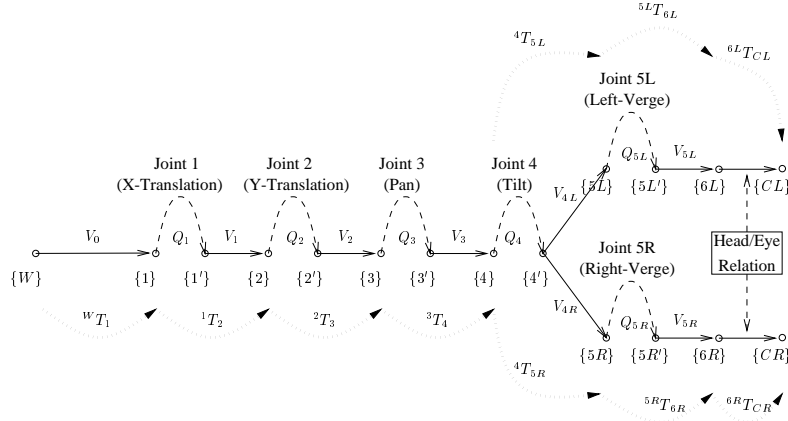 5LT6L
4T5L
6LTCL
Joint 5L
(Left-Verge)
Joint 1
(X-Translation)
Joint 2
(Y-Translation)
Joint 3
(Pan)
Joint 4
(Tilt)
Q5L
V5L
{5L}
{5L'}
{6L}
{CL}
V4L
V0
Q1
V1
Q2
V2
Q3
V3
Q4
{W}
{1}
{1'}
{2}
{2'}
{3}
{3'}
{4}
{4'}
Head/Eye
Relation
Joint 5R
(Right-Verge)
V4R
WT1
1T2
2T3
3T4
Q5R
V5R
{5R}
{5R'}
{6R}
{CR}
4T5R
5RT6R
6RTCR